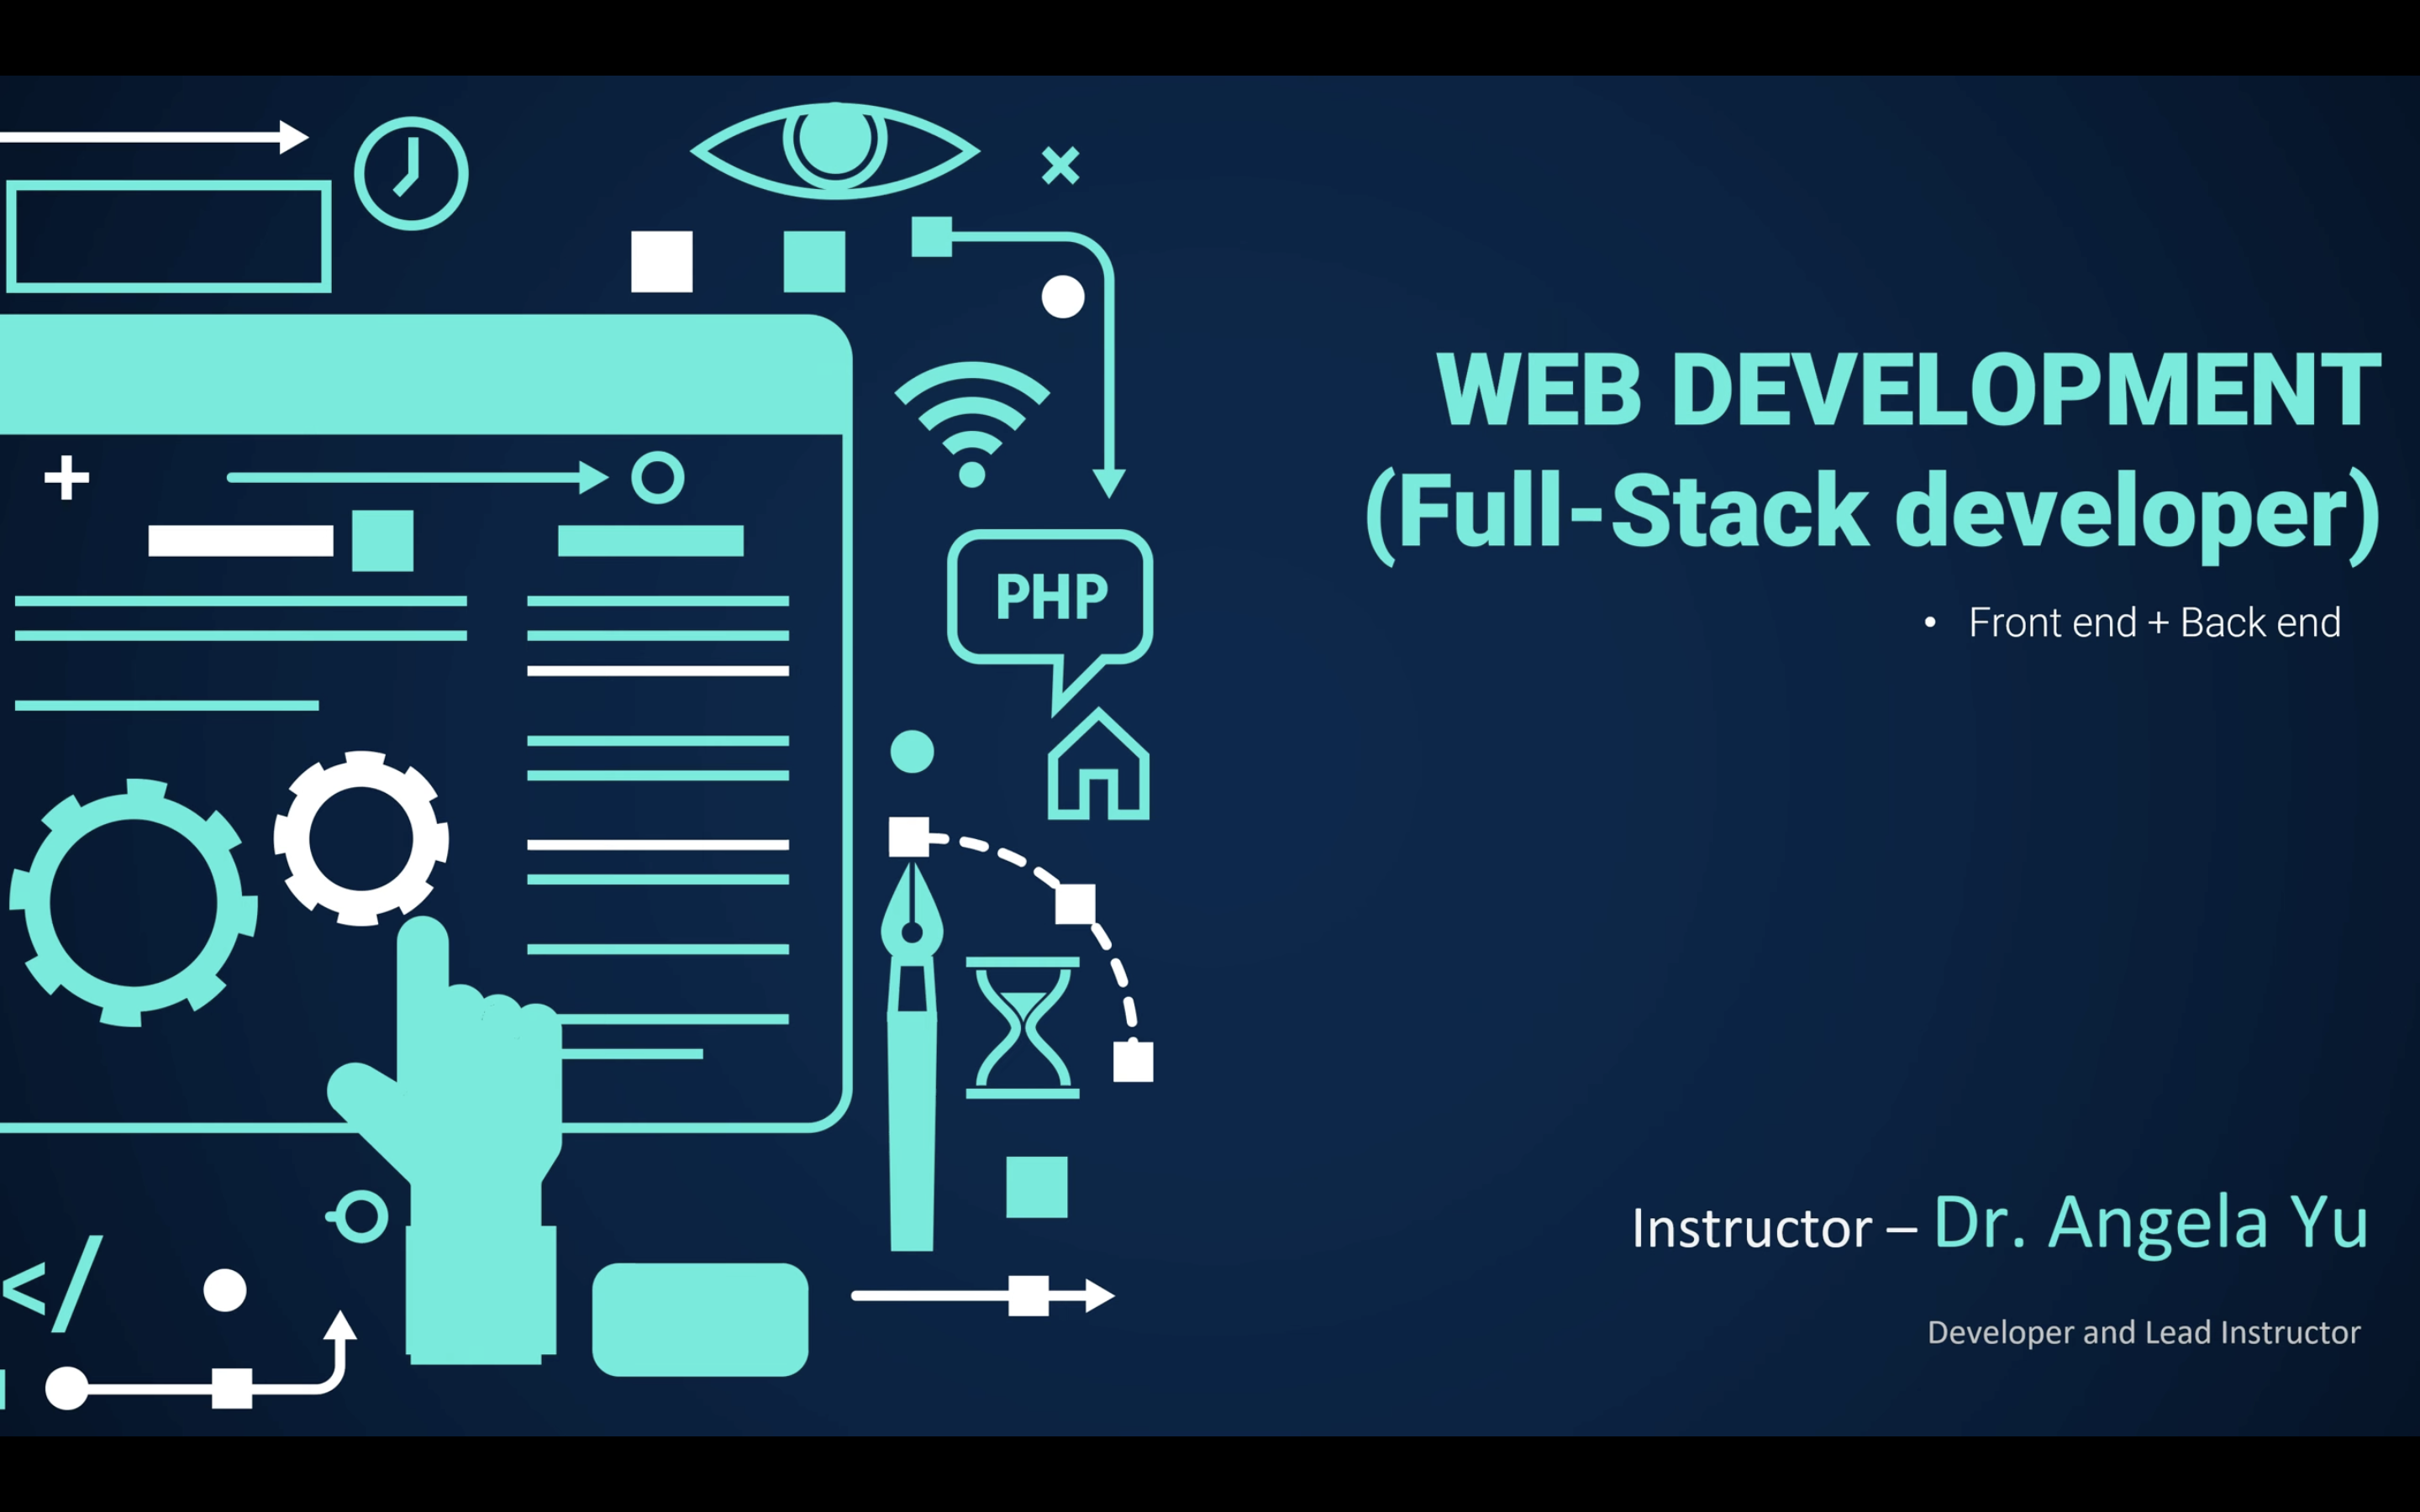 WEB DEVELOPMENT
(Full-Stack developer)
• Front end + Back end
PHP
Instructor – Dr. Angela Yu
Developer and Lead Instructor
</